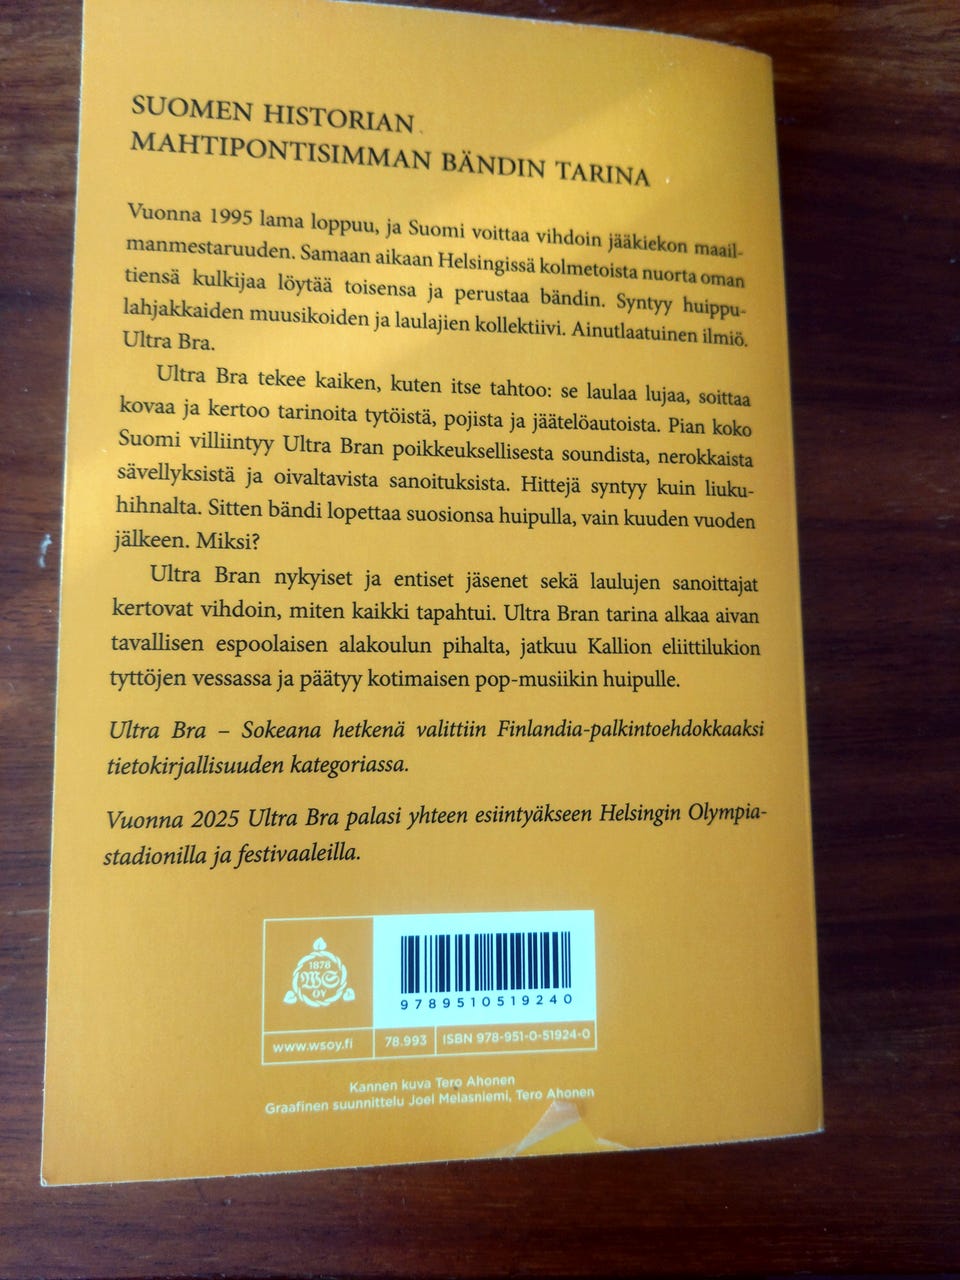 SUOMEN HISTORIAN
MAHTIPONTISIMMAN BÄNDIN TARINA
Vuonna 1995 lama loppuu, ja Suomi voittaa vihdoin jääkiekon maail-
manmestaruuden. Samaan aikaan Helsingissä kolmetoista nuorta oman
tiensä kulkijaa löytää toisensa ja perustaa bändin. Syntyy huippu-
lahjakkaiden muusikoiden ja laulajien kollektiivi. Ainutlaatuinen ilmiö.
Ultra Bra.
Ultra Bra tekee kaiken, kuten itse tahtoo: se laulaa lujaa, soittaa
kovaa ja kertoo tarinoita tytöistä, pojista ja jäätelöautoista. Pian koko
Suomi villiintyy Ultra Bran poikkeuksellisesta soundista, nerokkaista
sävellyksistä ja oivaltavista sanoituksista. Hittejä syntyy kuin liuku-
hihnalta. Sitten bändi lopettaa suosionsa huipulla, vain kuuden vuoden
jälkeen. Miksi?
Ultra Bran nykyiset ja entiset jäsenet sekä laulujen sanoittajat
kertovat vihdoin, miten kaikki tapahtui. Ultra Bran tarina alkaa aivan
tavallisen espoolaisen alakoulun pihalta, jatkuu Kallion eliittilukion
tyttöjen vessassa ja päätyy kotimaisen pop-musiikin huipulle.
Ultra Bra – Sokeana hetkenä valittiin Finlandia-palkintoehdokkaaksi
tietokirjallisuuden kategoriassa.
Vuonna 2025 Ultra Bra palasi yhteen esiintyäkseen Helsingin Olympia-
stadionilla ja festivaaleilla.
1878
WS
OY
9789510519240
www.wsoy.fi
78.993
ISBN 978-951-0-51924-0
Kannen kuva Tero Ahonen
Graafinen suunnittelu Joel Melasniemi, Tero Ahonen